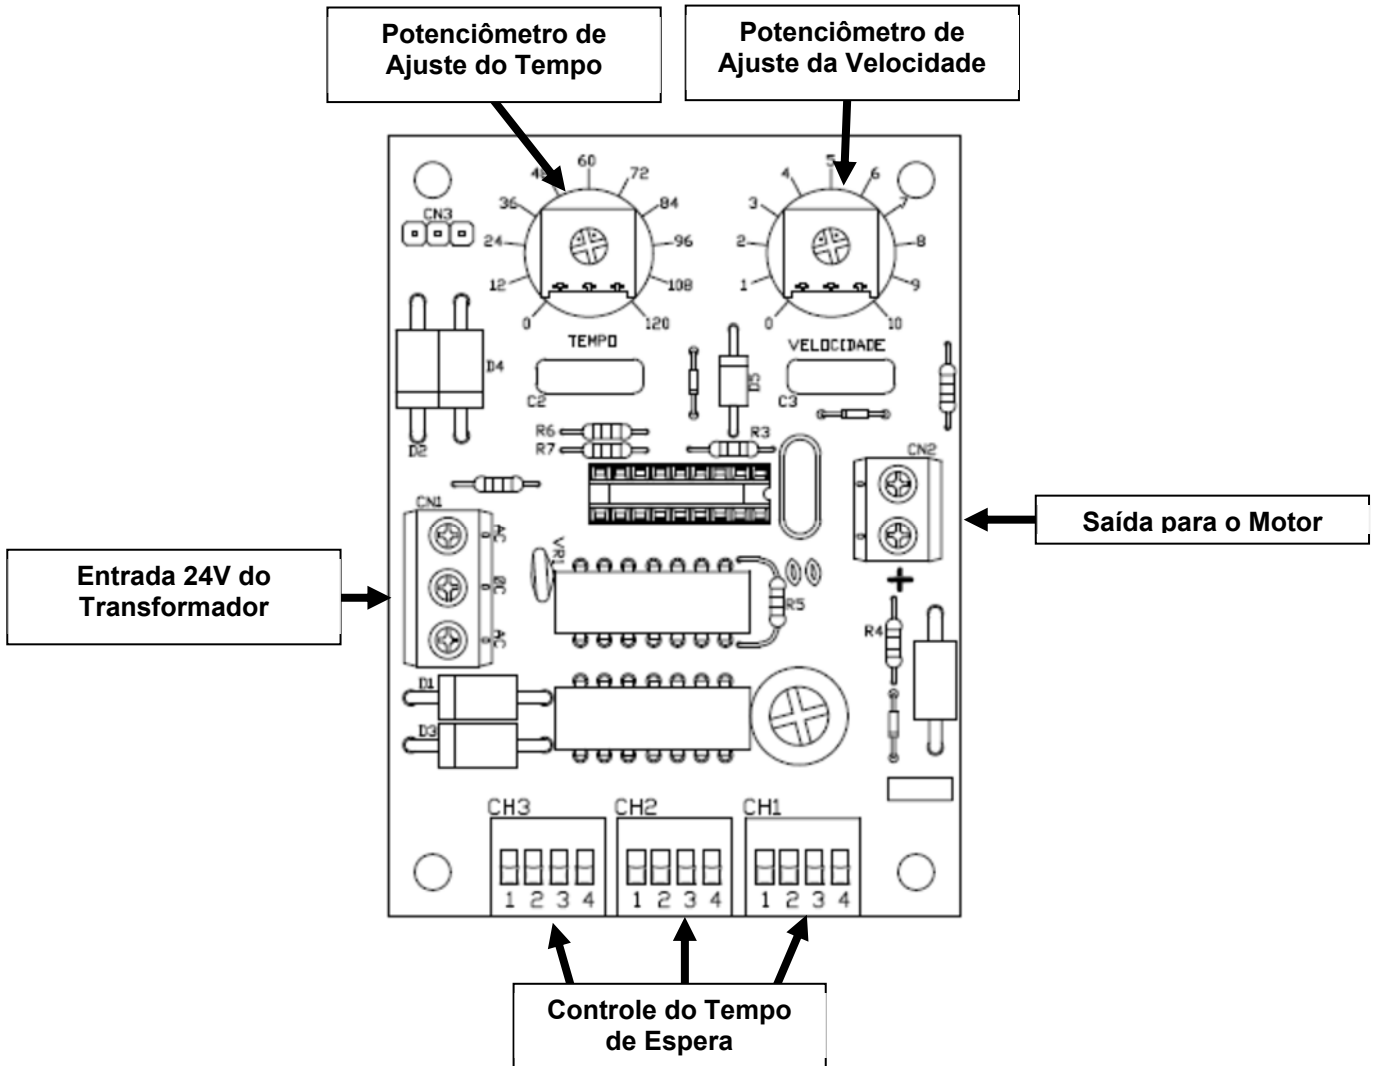 Potenciômetro de
Ajuste do Tempo
Potenciômetro de
Ajuste da Velocidade
60
72
36
84
24
96
12
108
0
120
TEMPO
5
4
6
3
7
2
8
1
9
0
10
VELOCIDADE
CN3
D4
D2
C2
D5
C3
R6
R7
R3
CN2
CN1
AC
AC
VR1
R5
+
R4
D1
D3
Entrada 24V do
Transformador
Saída para o Motor
CH3
CH2
CH1
1 2 3 4
1 2 3 4
1 2 3 4
Controle do Tempo
de Espera